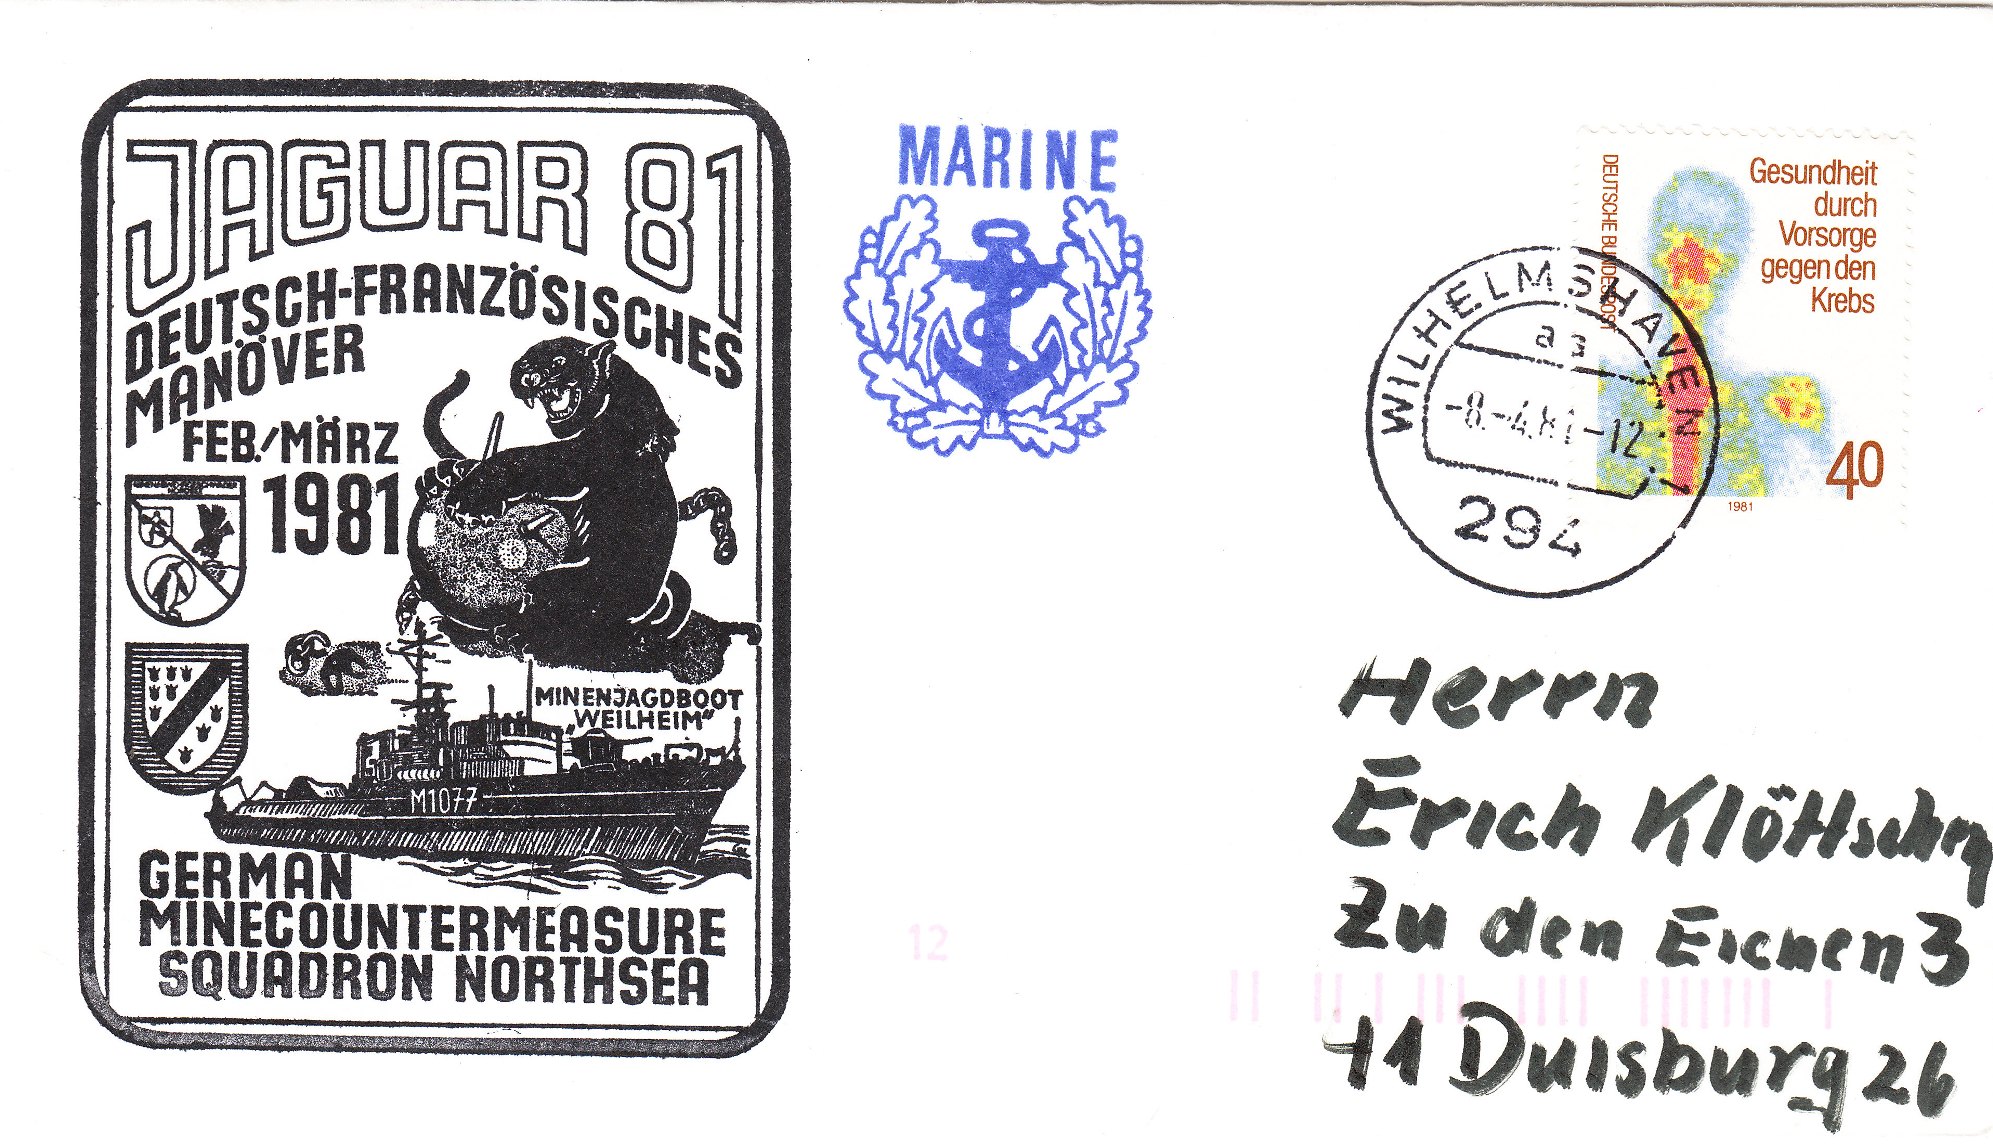 JAGUAR 81
DEUTSCH-FRANZÖSISCHES
MANÖVER
FEB./MÄRZ
1981
MINENJAGDBOOT
„WEILHEIM“
M1077
GERMAN
MINECOUNTERMEASURE
SQUADRON NORTHSEA
MARINE
DEUTSCHE BUNDESPOST
Gesundheit
durch
Vorsorge
gegen den
Krebs
40
1981
WILHELMSHAVEN 1
ag
-8.-4.81-12
294
12
Herrn
Erich
Zu den Eichen 3
41 Duisburg 26